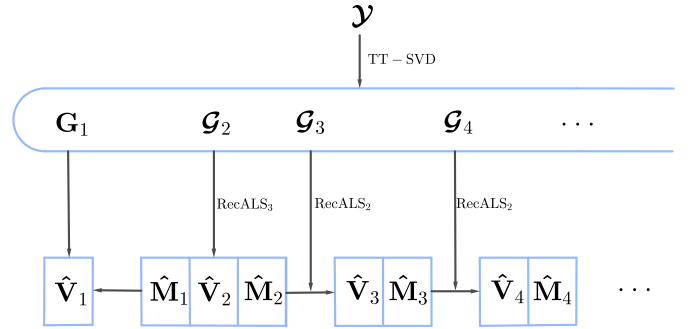 𝓨
TT − SVD
G₁ 𝓖₂ 𝓖₃ 𝓖₄ ···
RecALS₃ RecALS₂ RecALS₂
V̂₁ M̂₁ V̂₂ M̂₂ V̂₃ M̂₃ V̂₄ M̂₄ ···